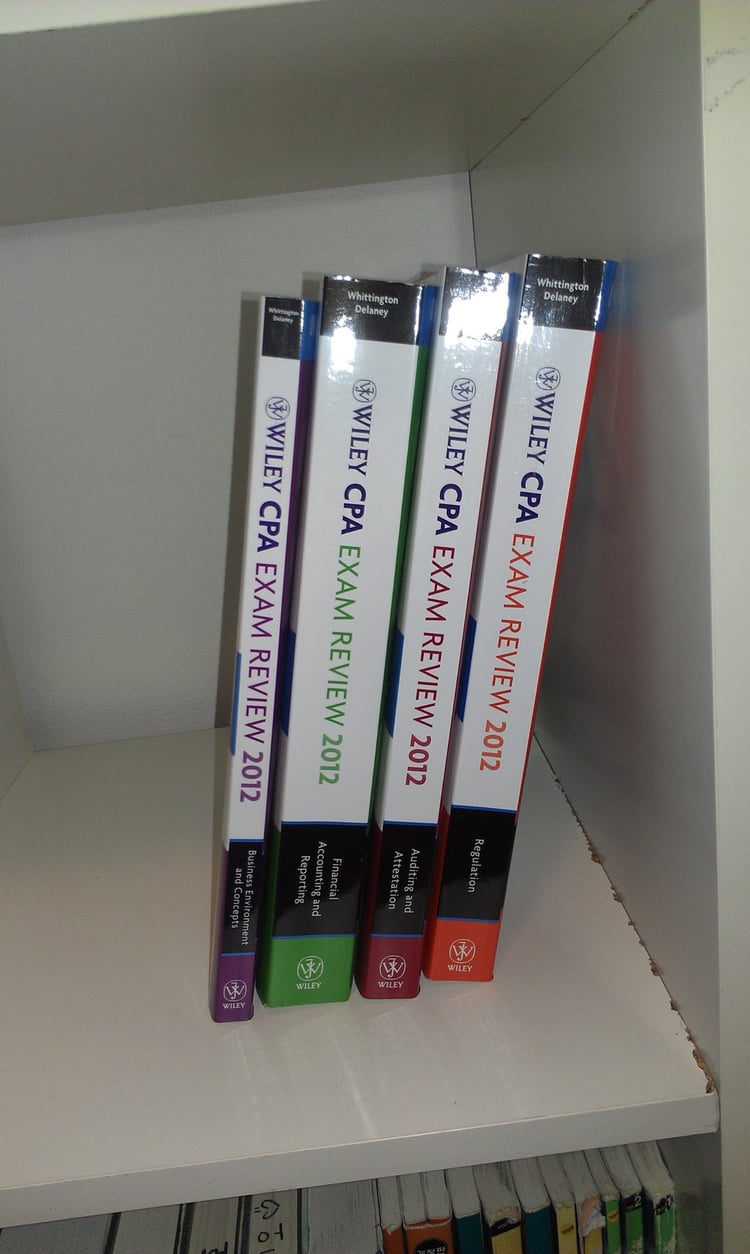 Whittington
Delaney
WILEY CPA EXAM REVIEW 2012
Business Environment
and Concepts
WILEY
Whittington
Delaney
WILEY CPA EXAM REVIEW 2012
Financial
Accounting and
Reporting
WILEY
WILEY CPA EXAM REVIEW 2012
Auditing and
Attestation
WILEY
Whittington
Delaney
WILEY CPA EXAM REVIEW 2012
Regulation
WILEY